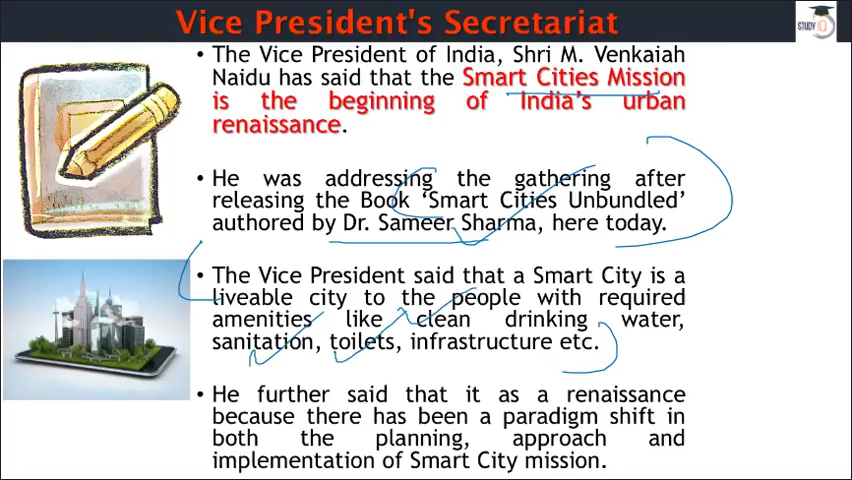 Vice President's Secretariat
STUDY IQ
• The Vice President of India, Shri M. Venkaiah
Naidu has said that the Smart Cities Mission
is the beginning of India's urban
renaissance.
• He was addressing the gathering after
releasing the Book ‘Smart Cities Unbundled’
authored by Dr. Sameer Sharma, here today.
• The Vice President said that a Smart City is a
liveable city to the people with required
amenities like clean drinking water,
sanitation, toilets, infrastructure etc.
• He further said that it as a renaissance
because there has been a paradigm shift in
both the planning, approach and
implementation of Smart City mission.